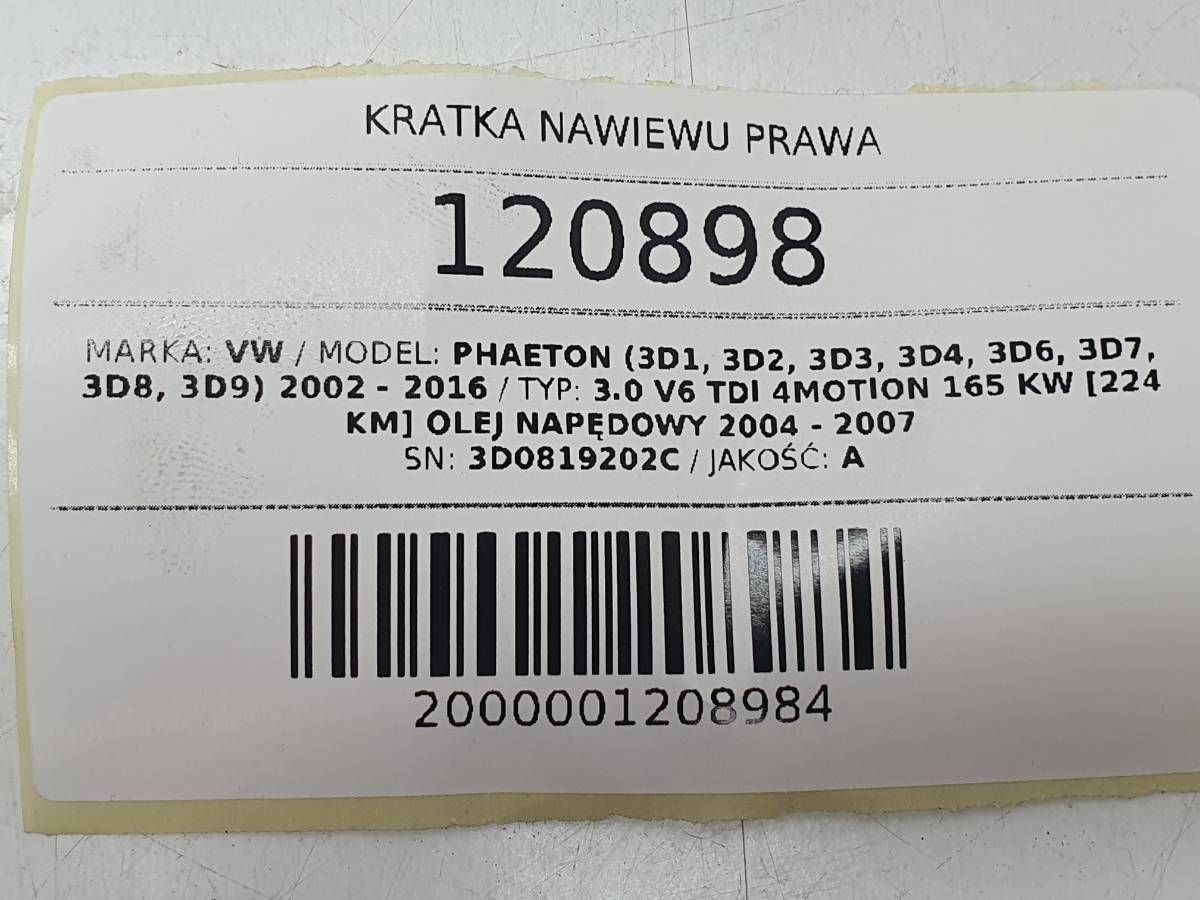 KRATKA NAWIEWU PRAWA
120898
MARKA: VW / MODEL: PHAETON (3D1, 3D2, 3D3, 3D4, 3D6, 3D7,
3D8, 3D9) 2002 - 2016 / TYP: 3.0 V6 TDI 4MOTION 165 KW [224
KM] OLEJ NAPĘDOWY 2004 - 2007
SN: 3D0819202C / JAKOŚĆ: A
2000001208984